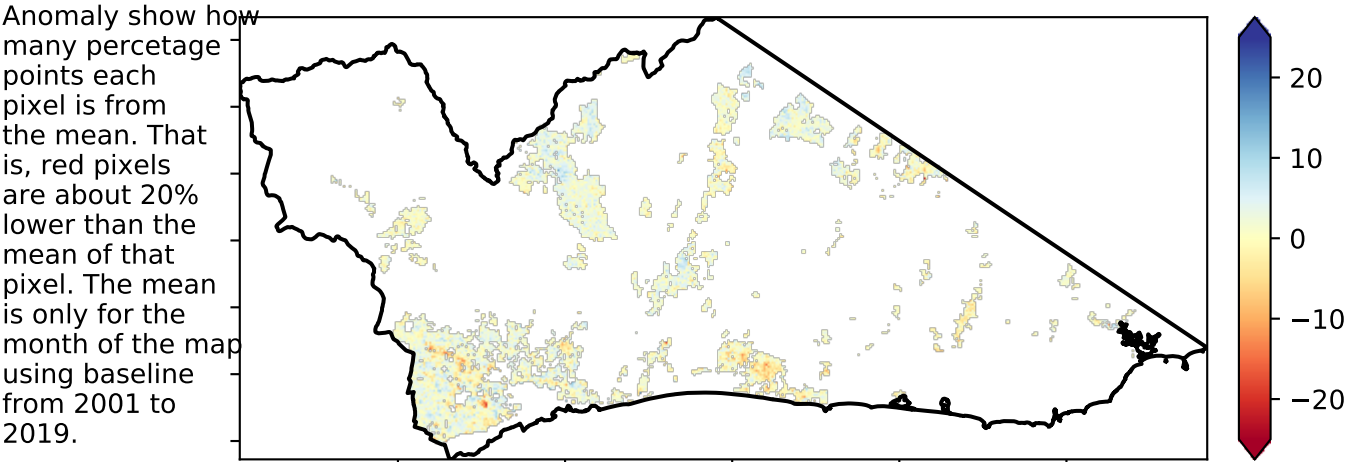 Anomaly show how
many percetage
points each
pixel is from
the mean. That
is, red pixels
are about 20%
lower than the
mean of that
pixel. The mean
is only for the
month of the map
using baseline
from 2001 to
2019.
20
10
0
−10
−20